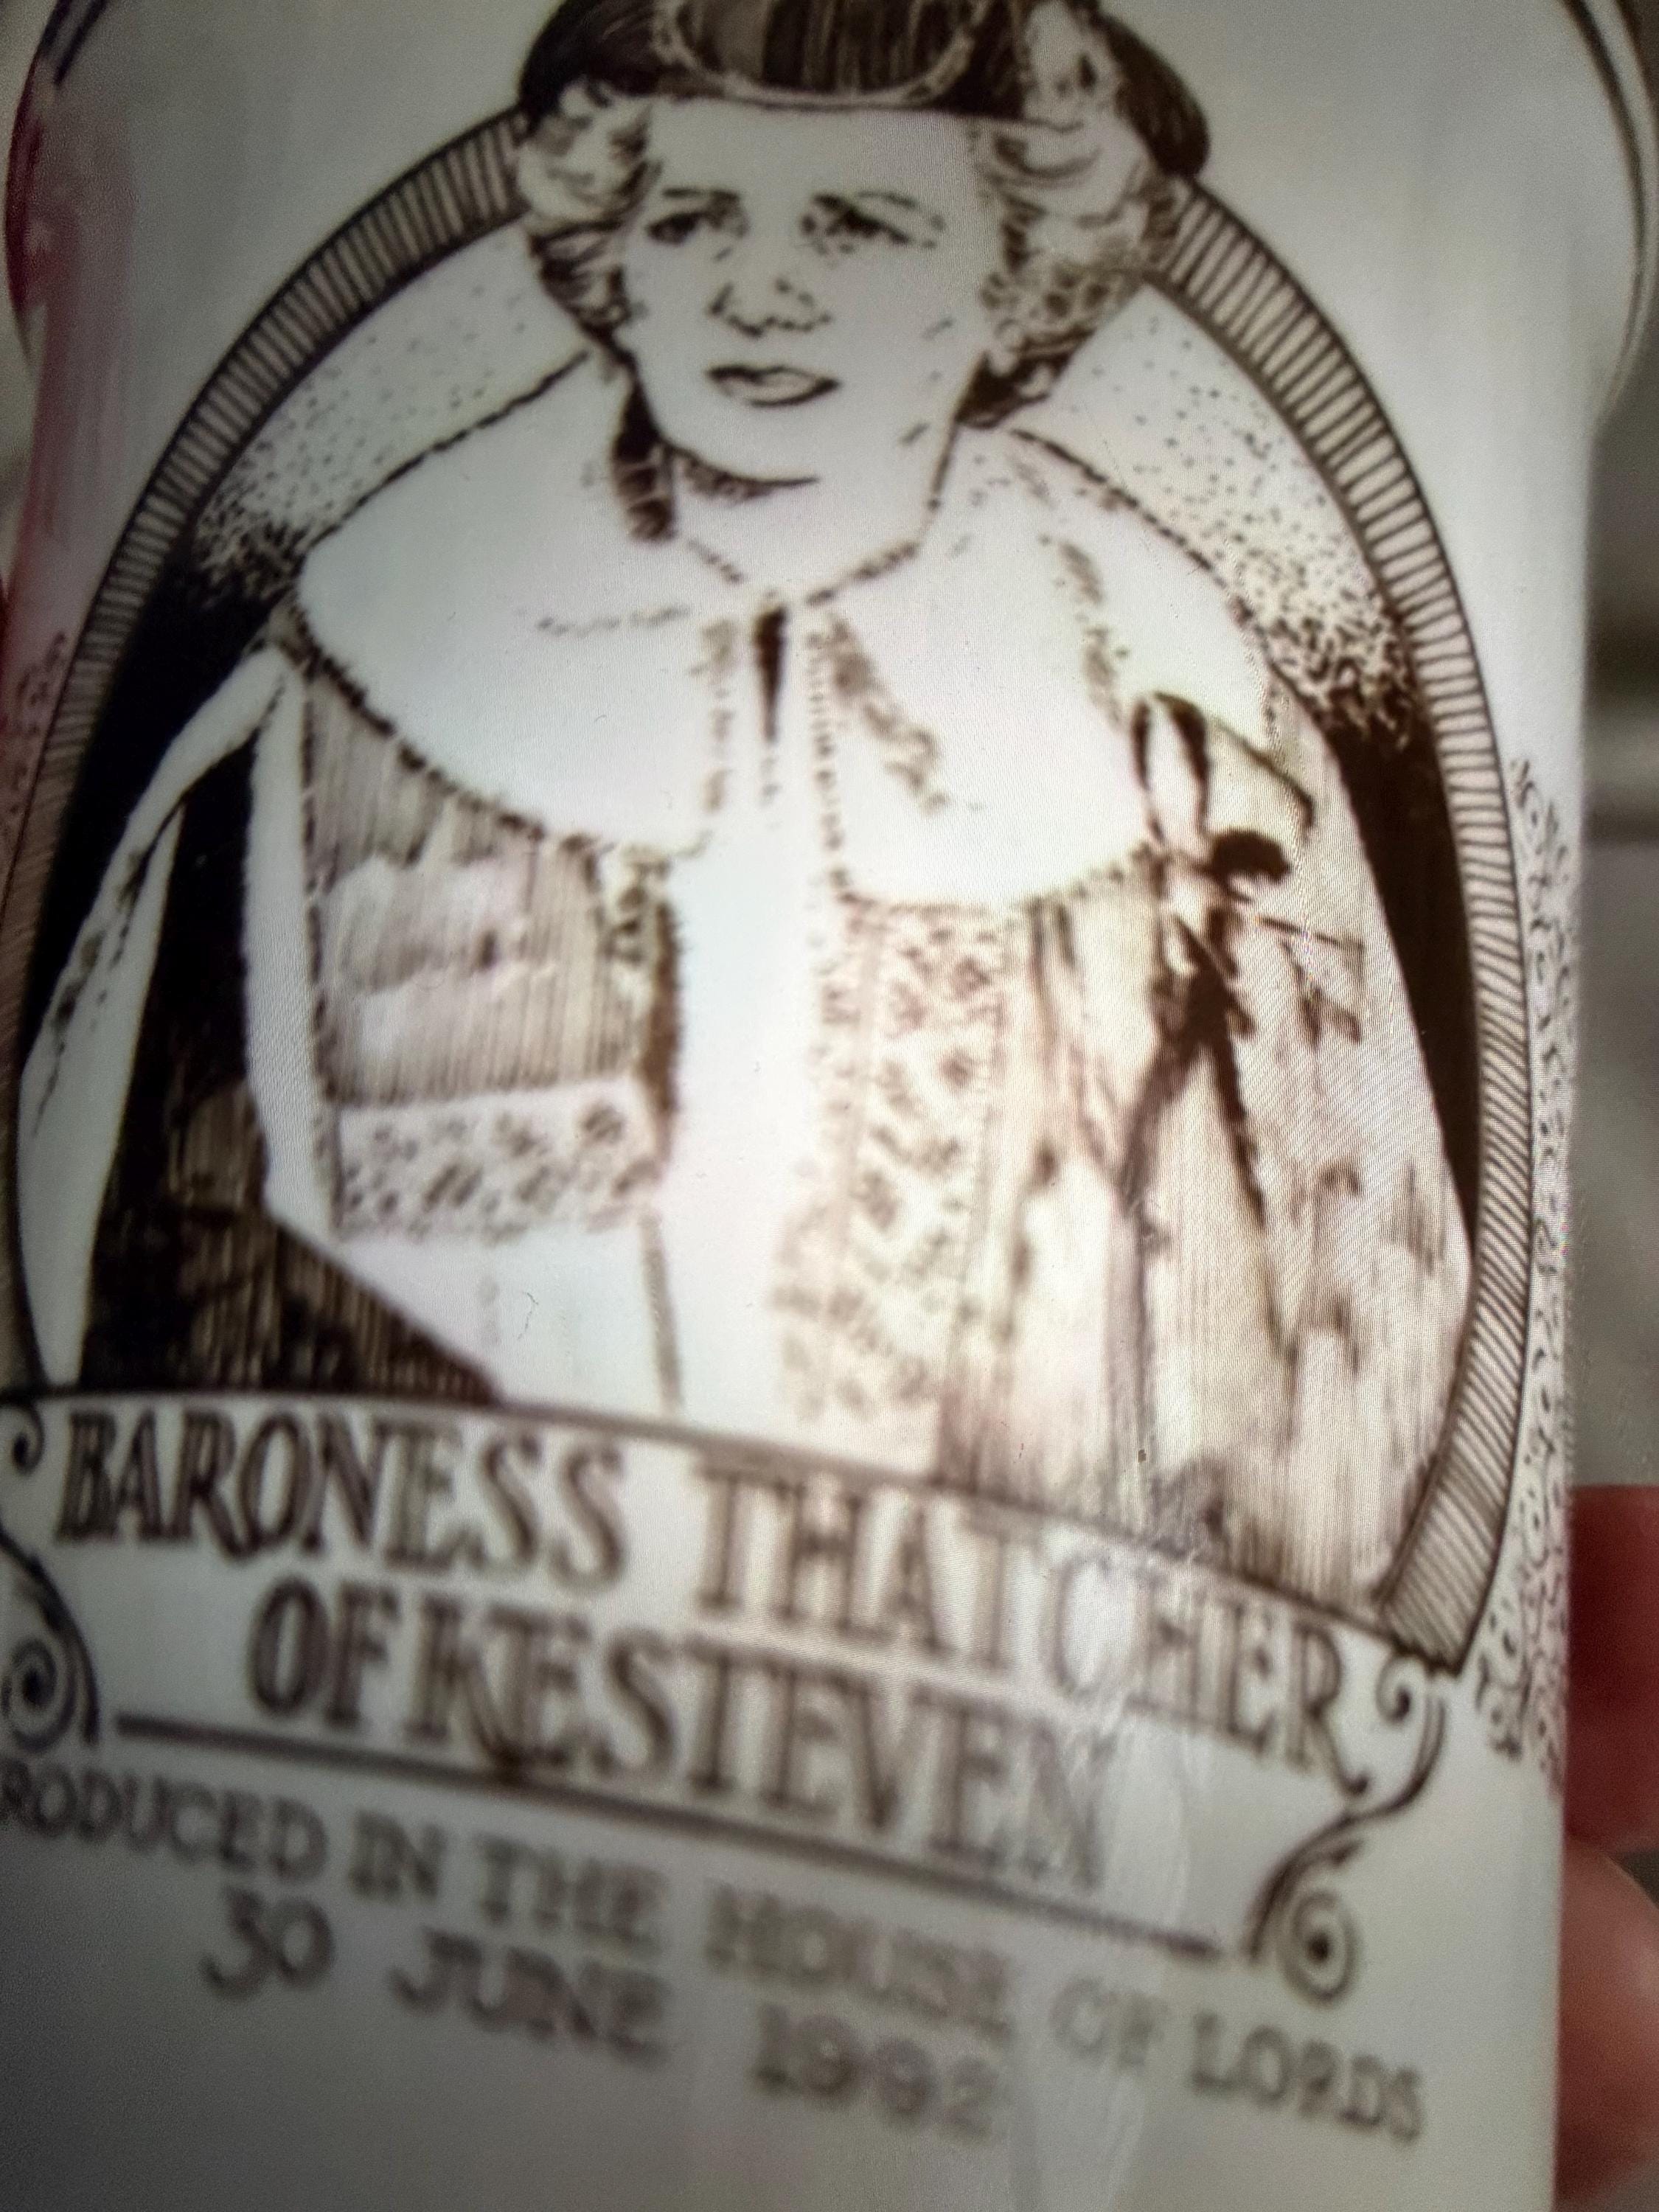 BARONESS THATCHER
OF KESTEVEN
RODUCED IN THE HOUSE OF LORDS
30 JUNE 1992